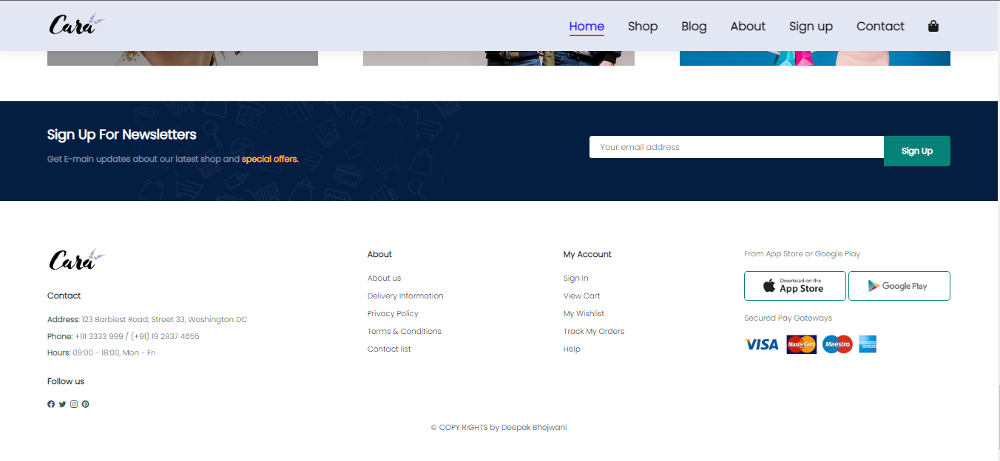 Cara
Home Shop Blog About Sign up Contact
Sign Up For Newsletters
Get E-main updates about our latest shop and special offers.
Your email address
Sign Up
Cara
Contact
Address: 123 Barbiest Road, Street 33, Washington DC
Phone: +111 3333 999 / (+91) 19 2837 4655
Hours: 09:00 - 18:00, Mon - Fri
Follow us
About
About us
Delivery Information
Privacy Policy
Terms & Conditions
Contact list
My Account
Sign In
View Cart
My Wishlist
Track My Orders
Help
From App Store or Google Play
Download on the
App Store
Google Play
Secured Pay Gateways
VISA MasterCard Maestro AMERICAN EXPRESS
© COPY RIGHTS by Deepak Bhojwani